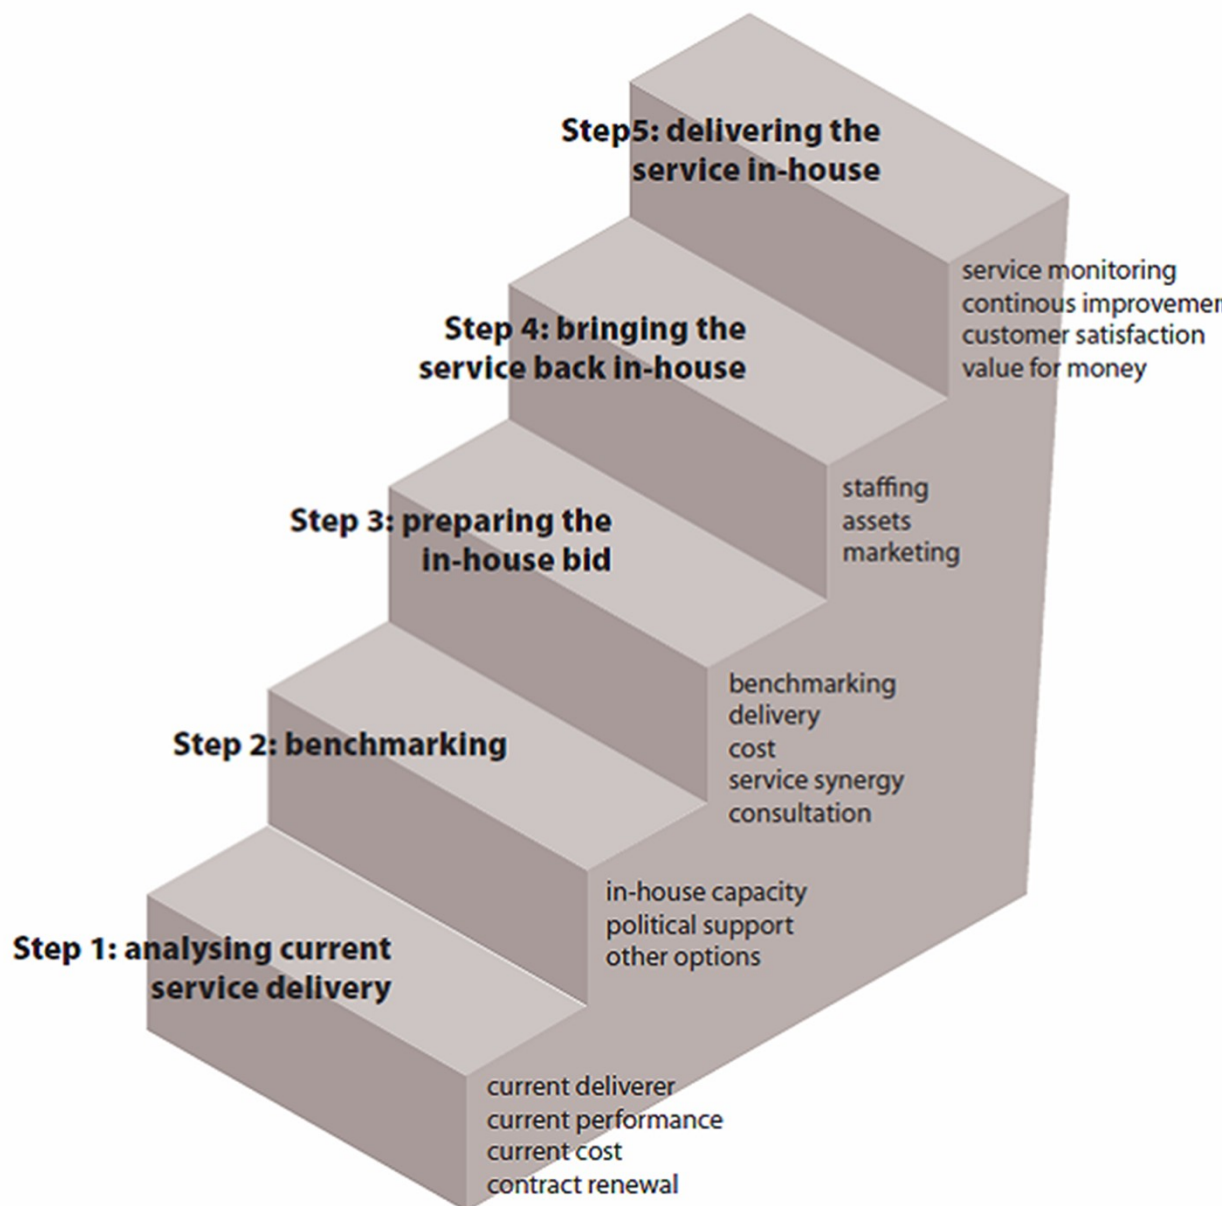 Step5: delivering the
service in-house
service monitoring
continous improvemen
customer satisfaction
value for money
Step 4: bringing the
service back in-house
staffing
assets
marketing
Step 3: preparing the
in-house bid
benchmarking
delivery
cost
service synergy
consultation
Step 2: benchmarking
in-house capacity
political support
other options
Step 1: analysing current
service delivery
current deliverer
current performance
current cost
contract renewal